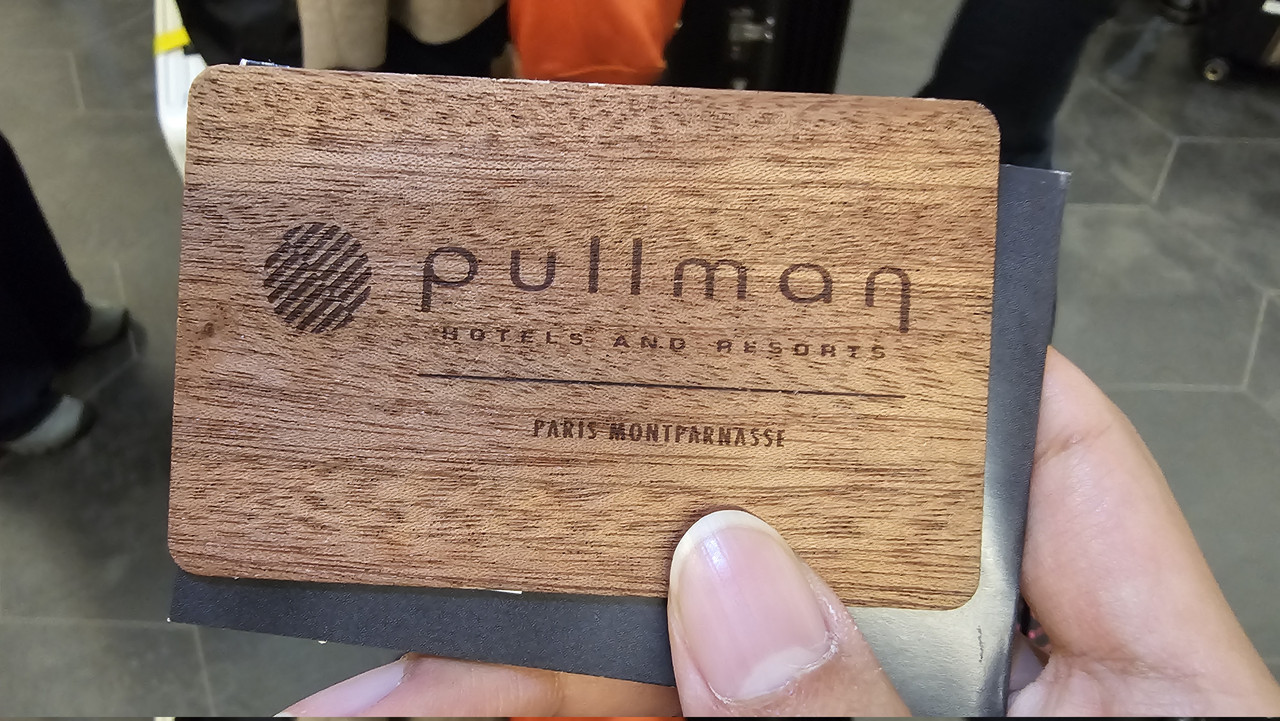 pullman
HOTELS AND RESORTS
PARIS MONTPARNASSE